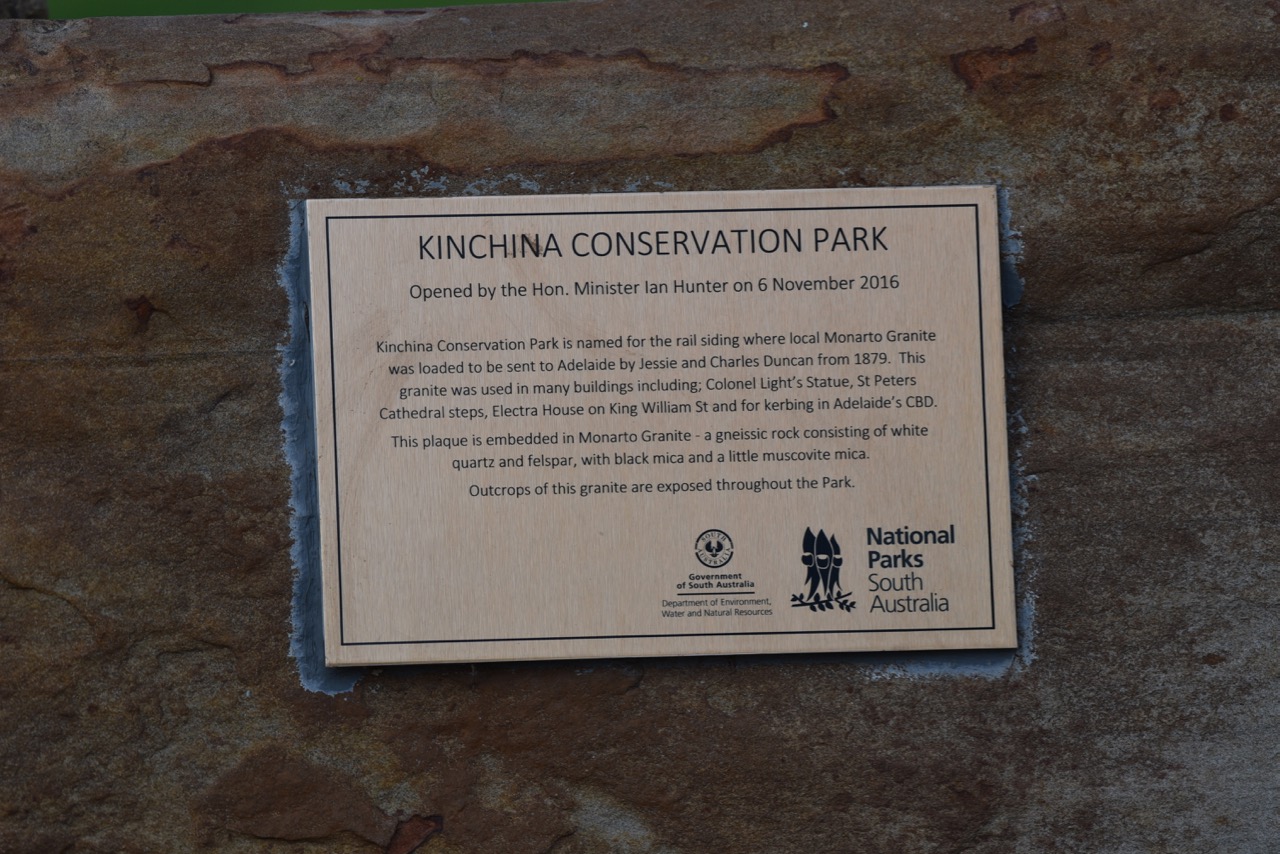 KINCHINA CONSERVATION PARK
Opened by the Hon. Minister Ian Hunter on 6 November 2016
Kinchina Conservation Park is named for the rail siding where local Monarto Granite
was loaded to be sent to Adelaide by Jessie and Charles Duncan from 1879. This
granite was used in many buildings including; Colonel Light's Statue, St Peters
Cathedral steps, Electra House on King William St and for kerbing in Adelaide's CBD.
This plaque is embedded in Monarto Granite - a gneissic rock consisting of white
quartz and felspar, with black mica and a little muscovite mica.
Outcrops of this granite are exposed throughout the Park.
SOUTH
AUSTRALIA
Government
of South Australia
Department of Environment,
Water and Natural Resources
National
Parks
South
Australia